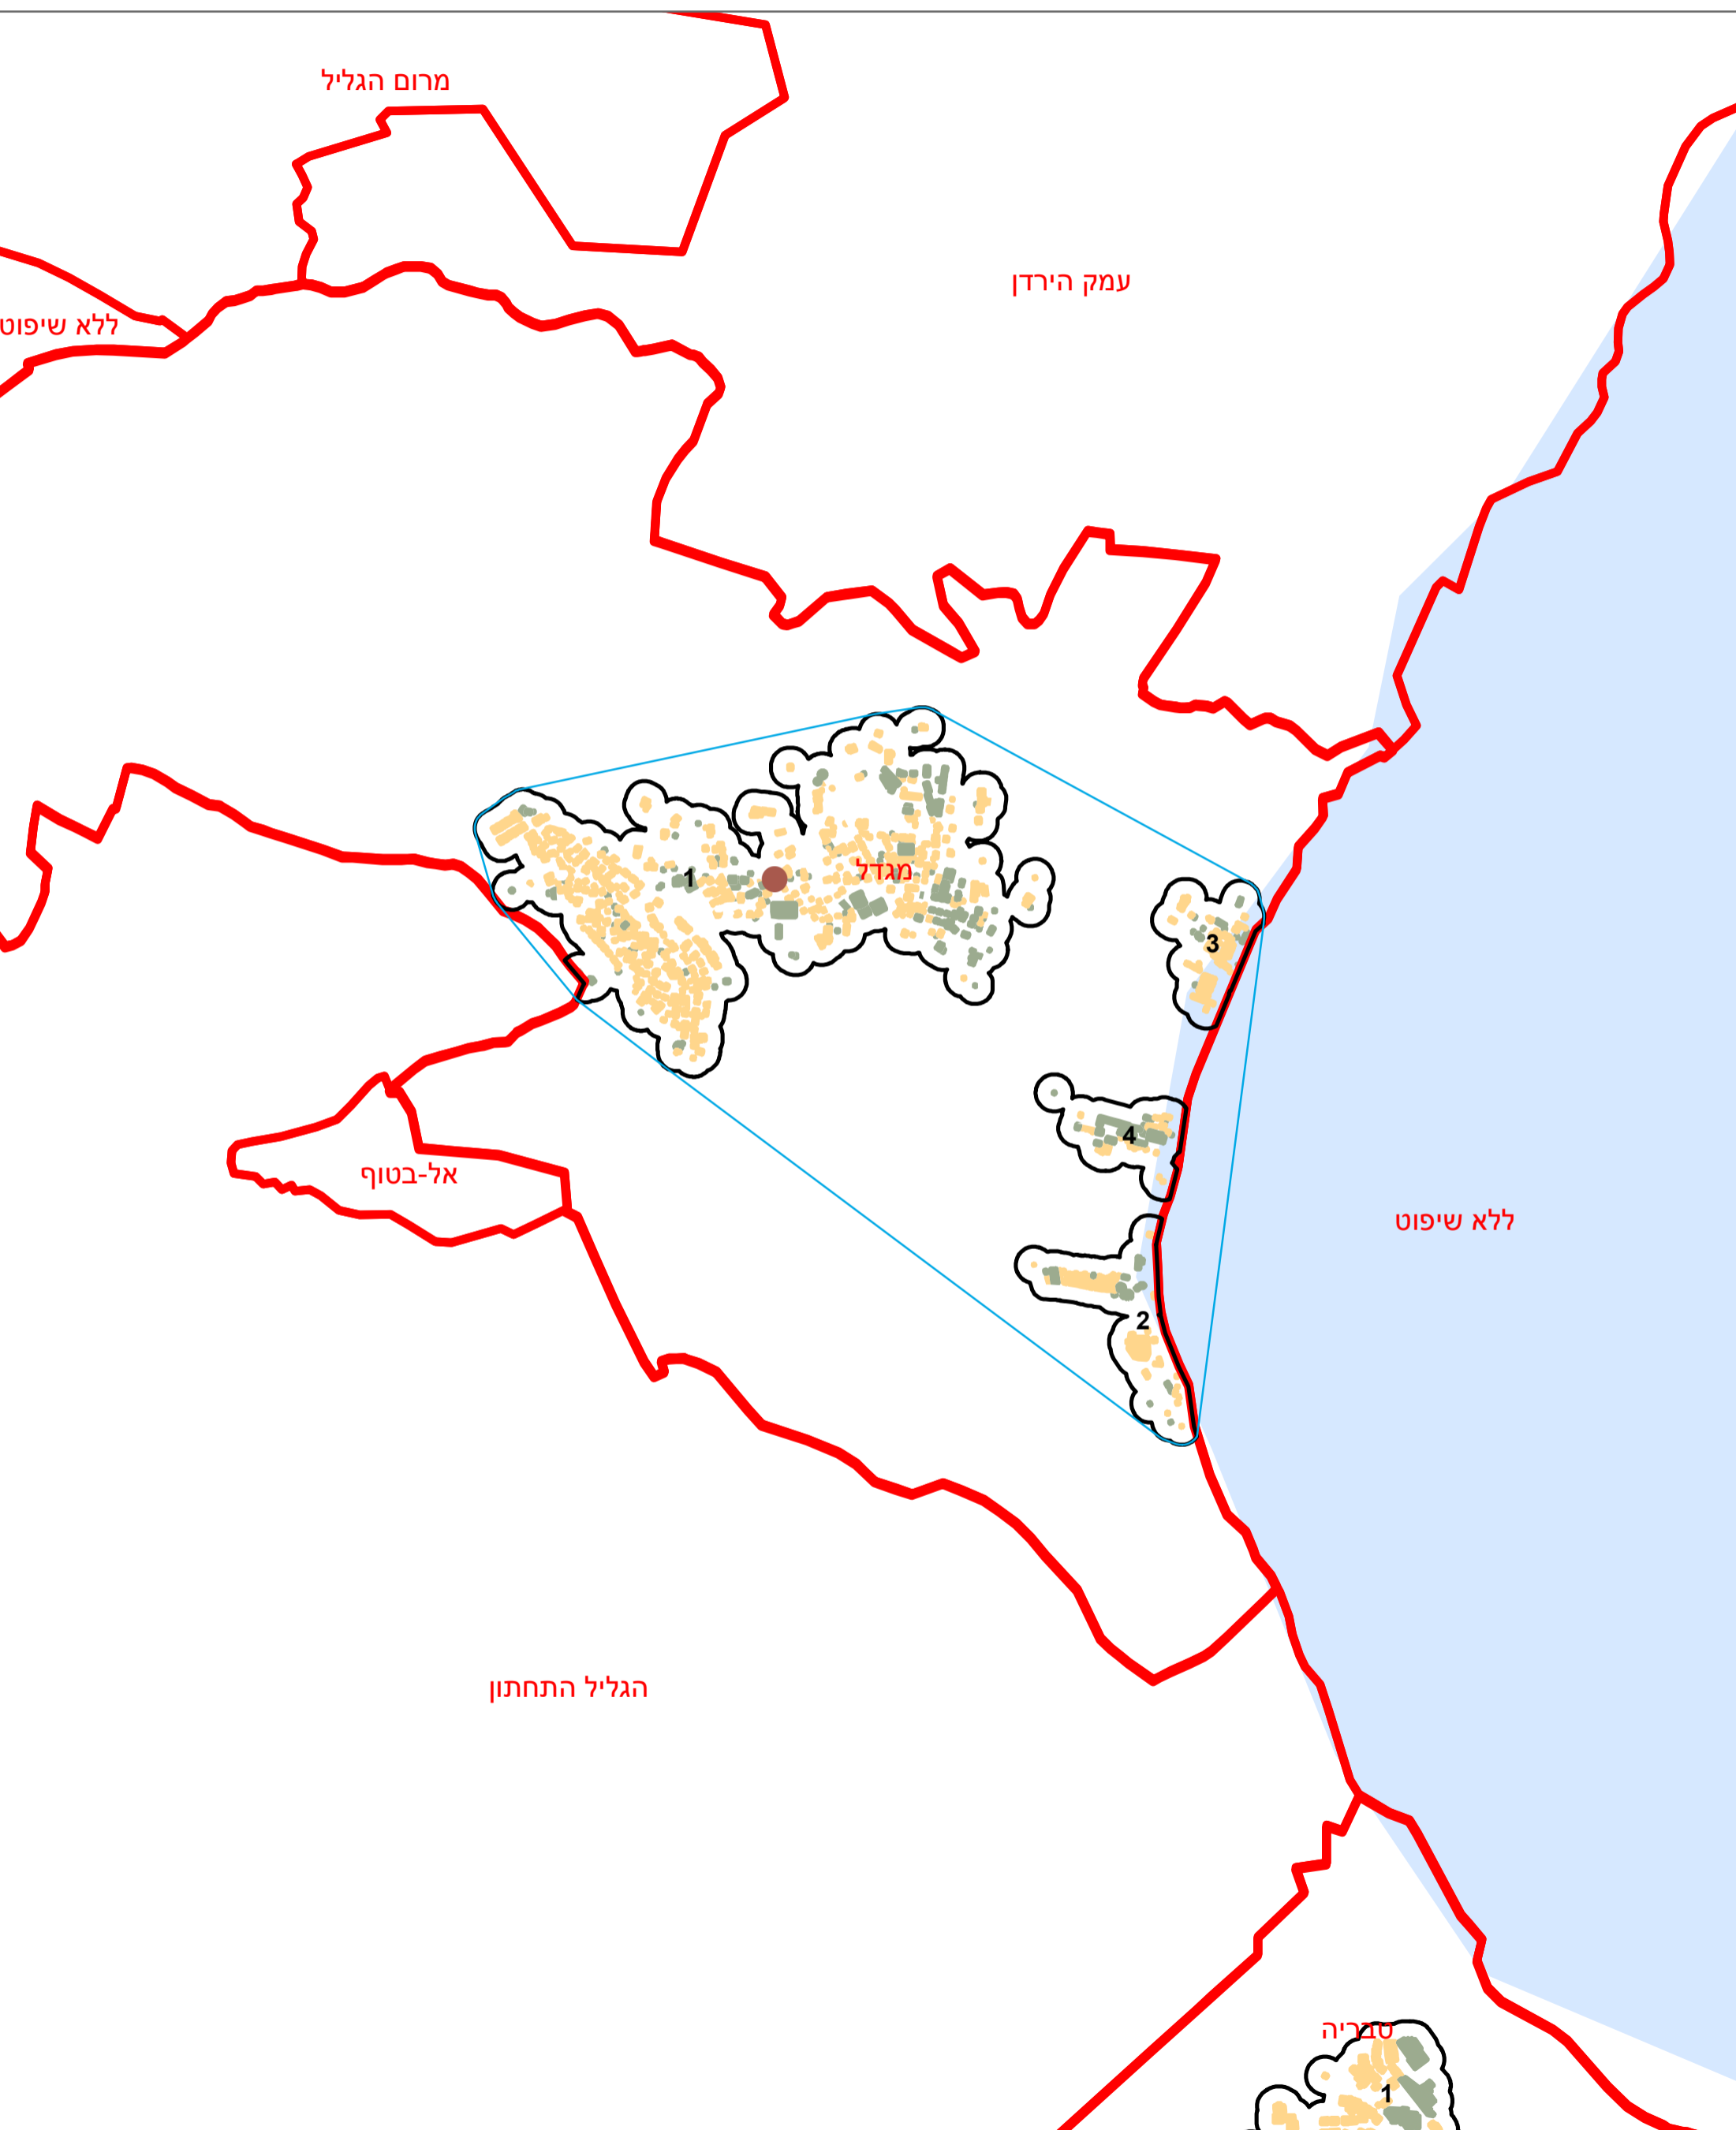 מרום הגליל
עמק הירדן
ללא שיפוט
מגדל
1
3
4
אל-בטוף
ללא שיפוט
2
הגליל התחתון
טבריה
1